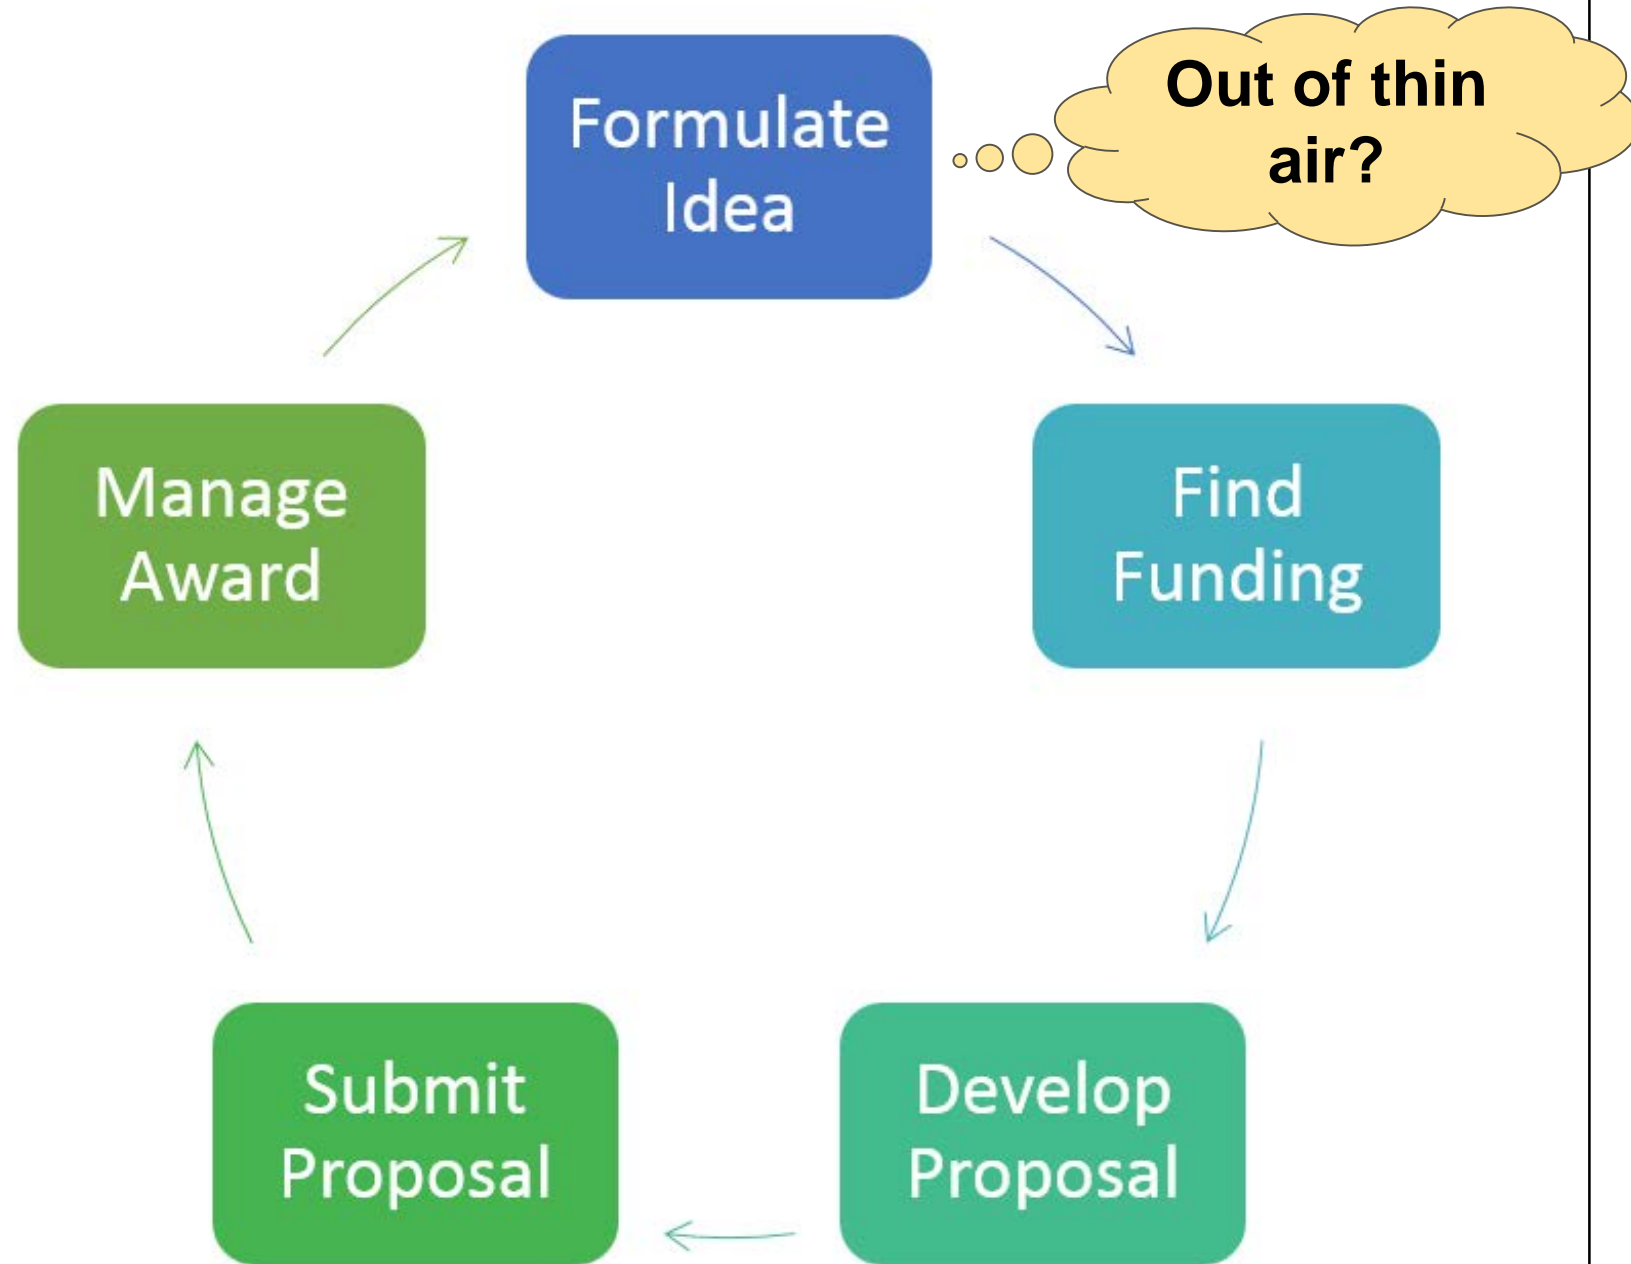 Formulate
Idea
Out of thin
air?
Find
Funding
Develop
Proposal
Submit
Proposal
Manage
Award